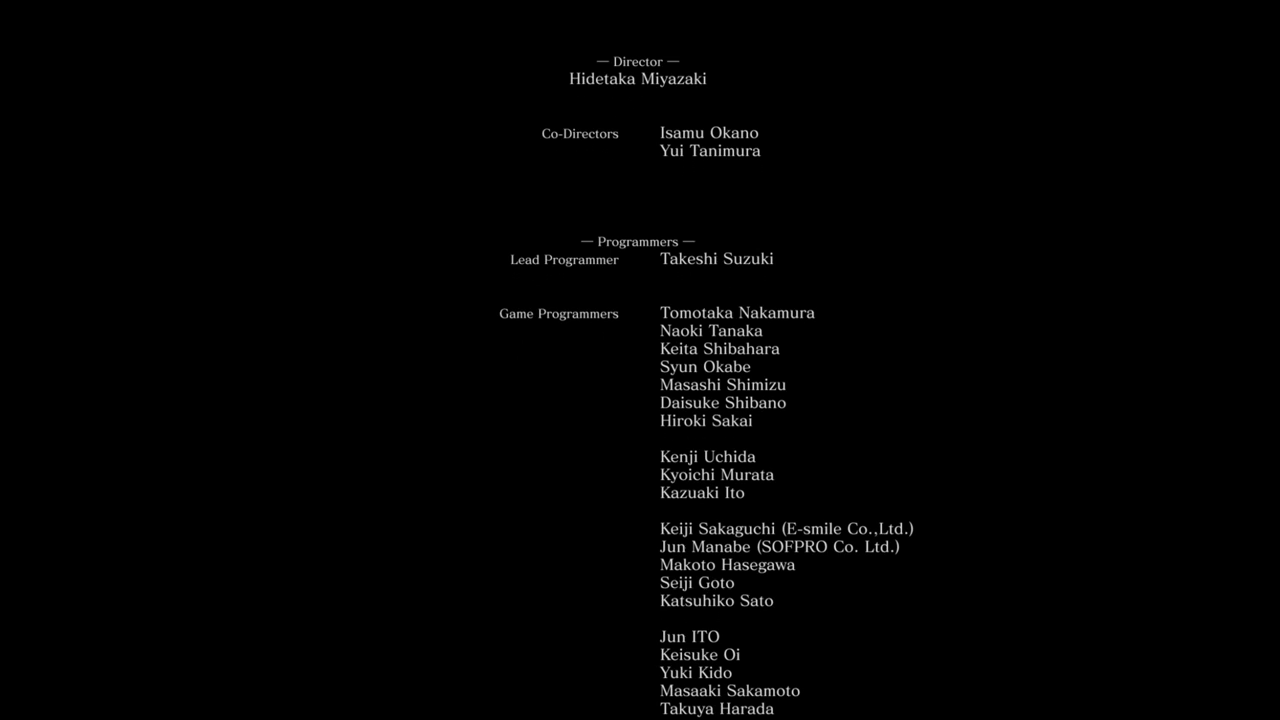 — Director —
Hidetaka Miyazaki
Co-Directors Isamu Okano
Yui Tanimura
— Programmers —
Lead Programmer Takeshi Suzuki
Game Programmers Tomotaka Nakamura
Naoki Tanaka
Keita Shibahara
Syun Okabe
Masashi Shimizu
Daisuke Shibano
Hiroki Sakai
Kenji Uchida
Kyoichi Murata
Kazuaki Ito
Keiji Sakaguchi (E-smile Co.,Ltd.)
Jun Manabe (SOFPRO Co. Ltd.)
Makoto Hasegawa
Seiji Goto
Katsuhiko Sato
Jun ITO
Keisuke Oi
Yuki Kido
Masaaki Sakamoto
Takuya Harada